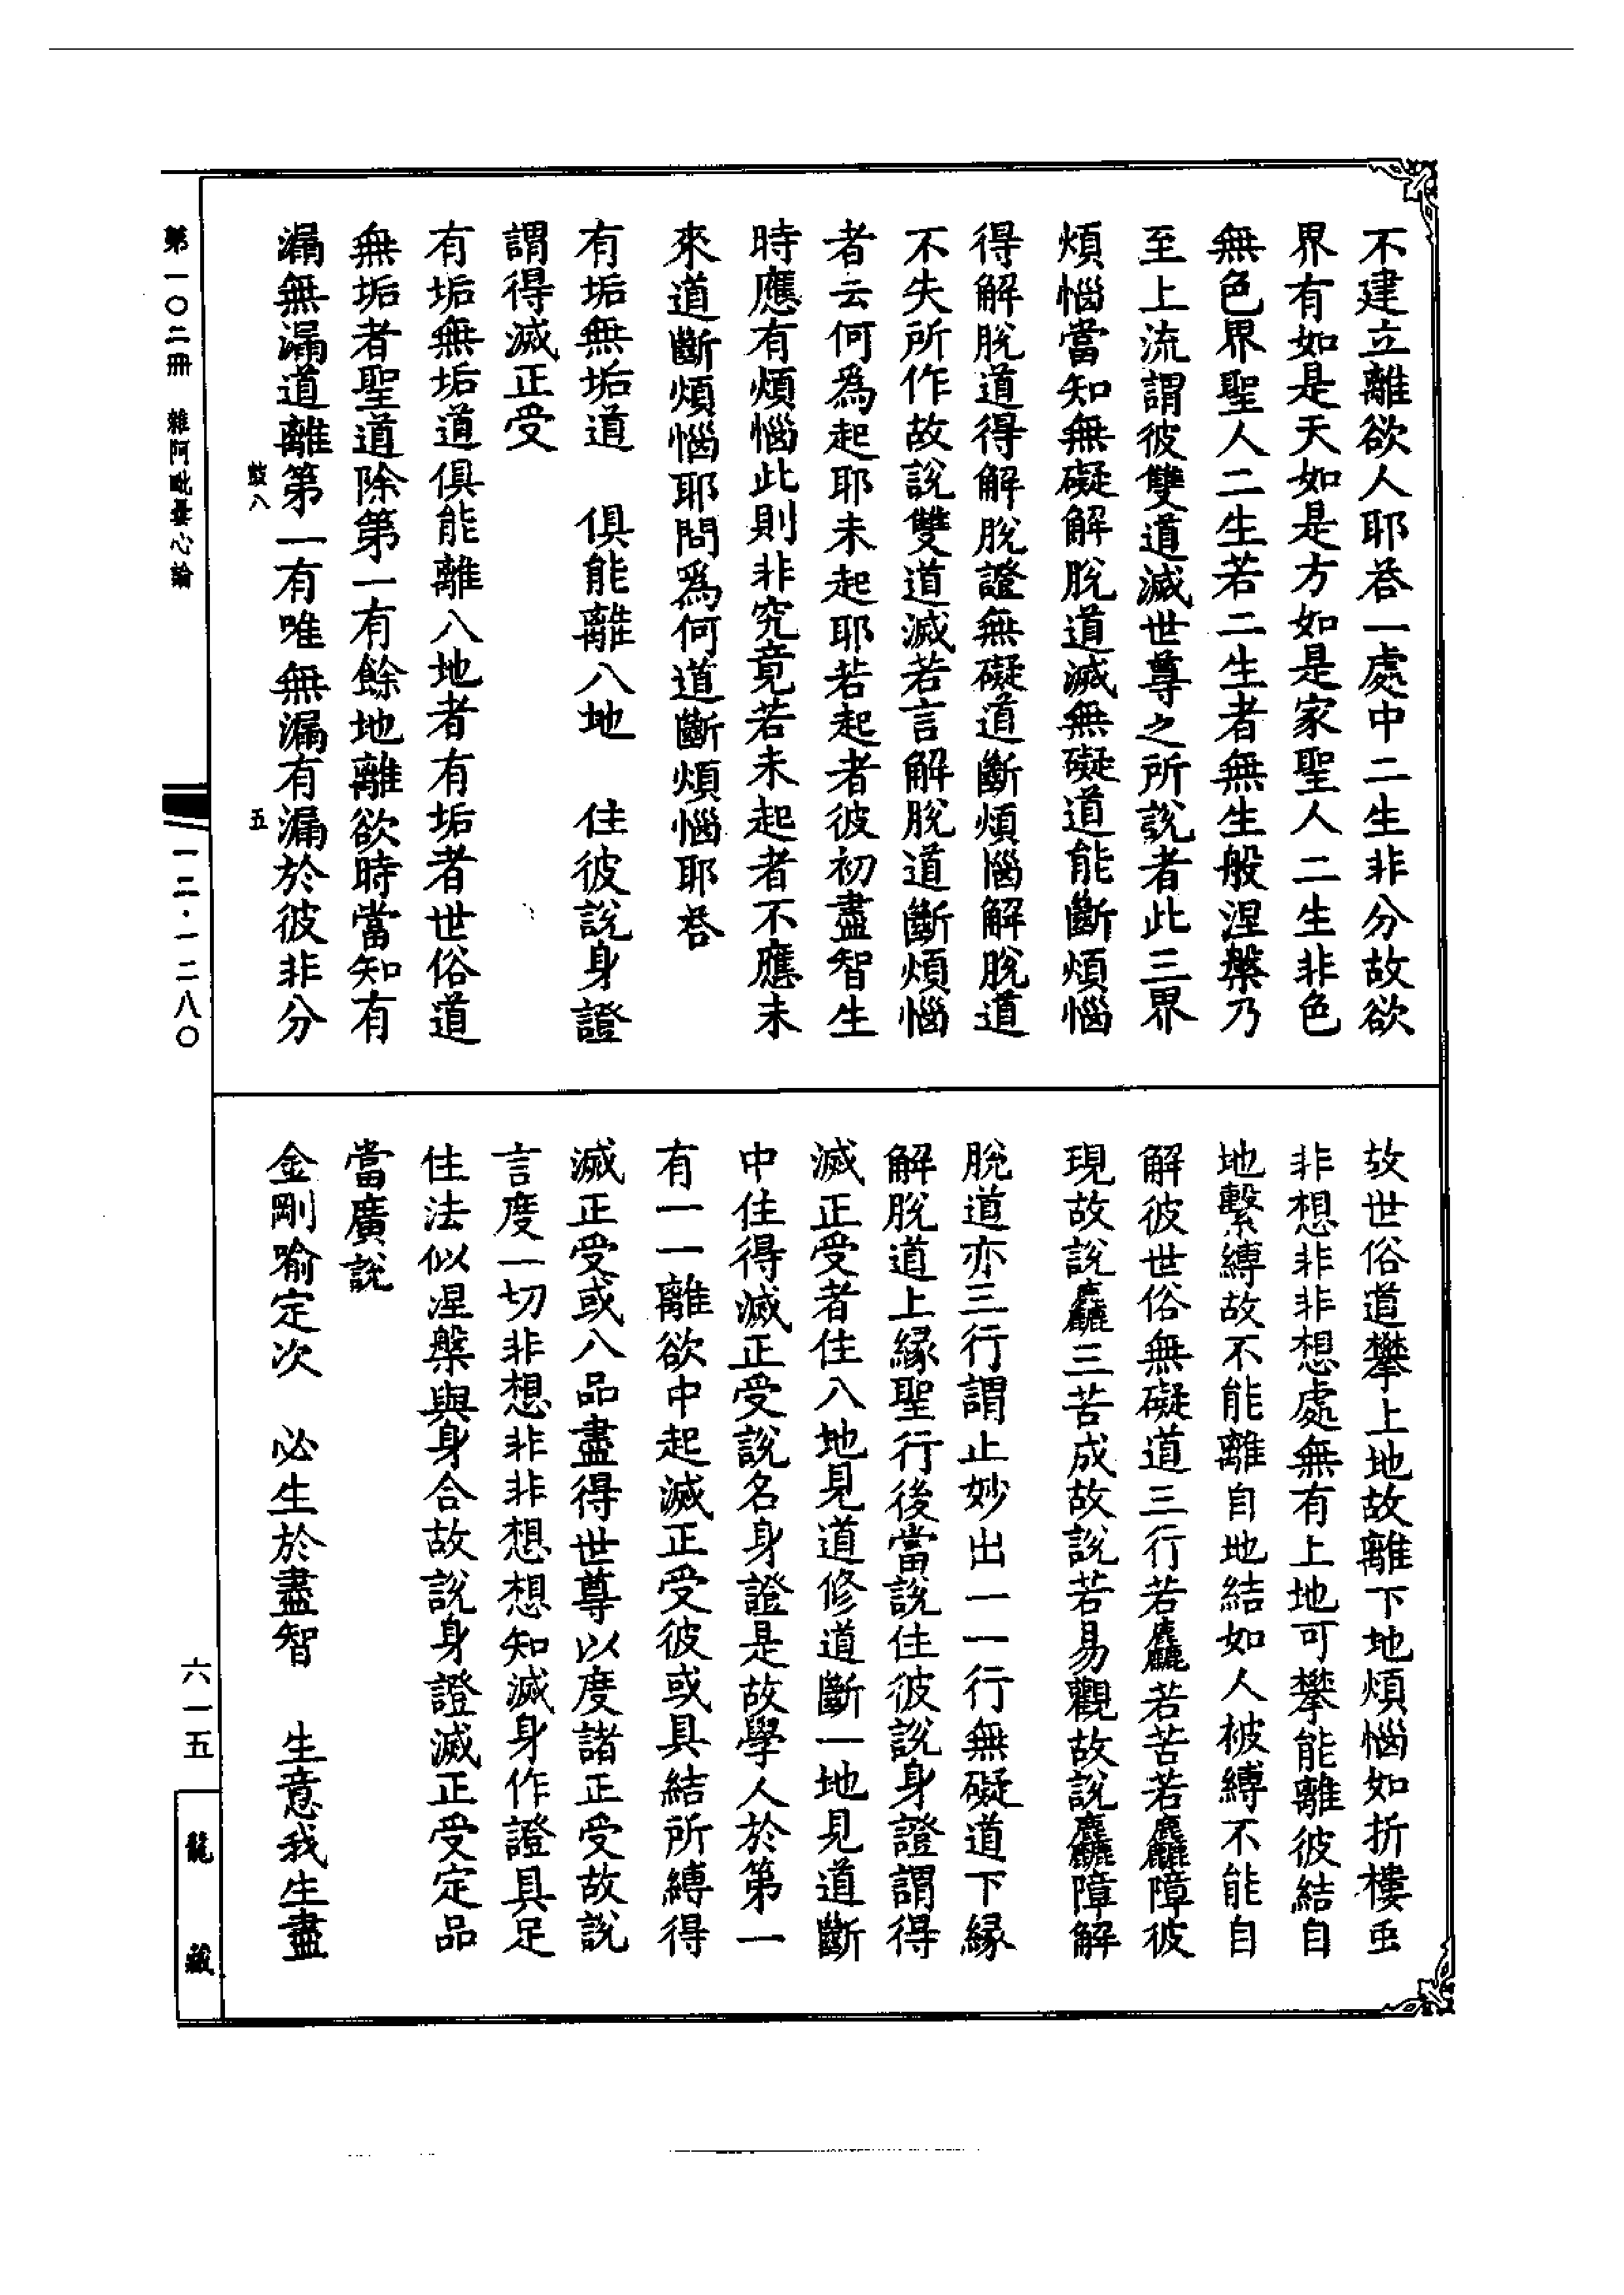 不建立離欲人耶荅一處中二生非分故欲
界有如是天如是方如是家聖人二生非色
無色界聖人二生若二生者無生般涅槃乃
至上流謂彼雙道滅世尊之所說者此三界
煩惱當知無礙解脫道滅無礙道能斷煩惱
得解脫道得解脫證無礙道斷煩惱解脫道
不失所作故說雙道滅若言解脫道斷煩惱
者云何為起耶未起耶若起者彼初盡智生
時應有煩惱此則非究竟若未起者不應未
來道斷煩惱耶問爲何道斷煩惱耶荅
有垢無垢道　俱能離八地　住彼說身證
謂得滅正受
有垢無垢道俱能離八地者有垢者世俗道
無垢者聖道除第一有餘地離欲時當知有
漏無漏道離第一有唯無漏有漏於彼非分
故世俗道攀上地故離下地煩惱如折樓䖝
非想非非想處無有上地可攀能離彼結自
地繫縛故不能離自地結如人被縛不能自
解彼世俗無礙道三行若麤若苦若麤障彼
現故說麤三苦成故說若易觀故說麤障解
脫道亦三行謂止妙出一一行無礙道下緣
解脫道上緣聖行後當說住彼說身證謂得
滅正受者住八地見道修道斷一地見道斷
中住得滅正受說名身證是故學人於第一
有一一離欲中起滅正受彼或具結所縛得
滅正受或八品盡得世尊以度諸正受故說
言度一切非想非非想想知滅身作證具足
住法似涅槃與身合故說身證滅正受定品
當廣說
金剛喻定次　必生於盡智　生意我生盡
第一〇二冊　雜阿毗曇心論
鼓八　五
一二·一二八〇
六一五
龍藏